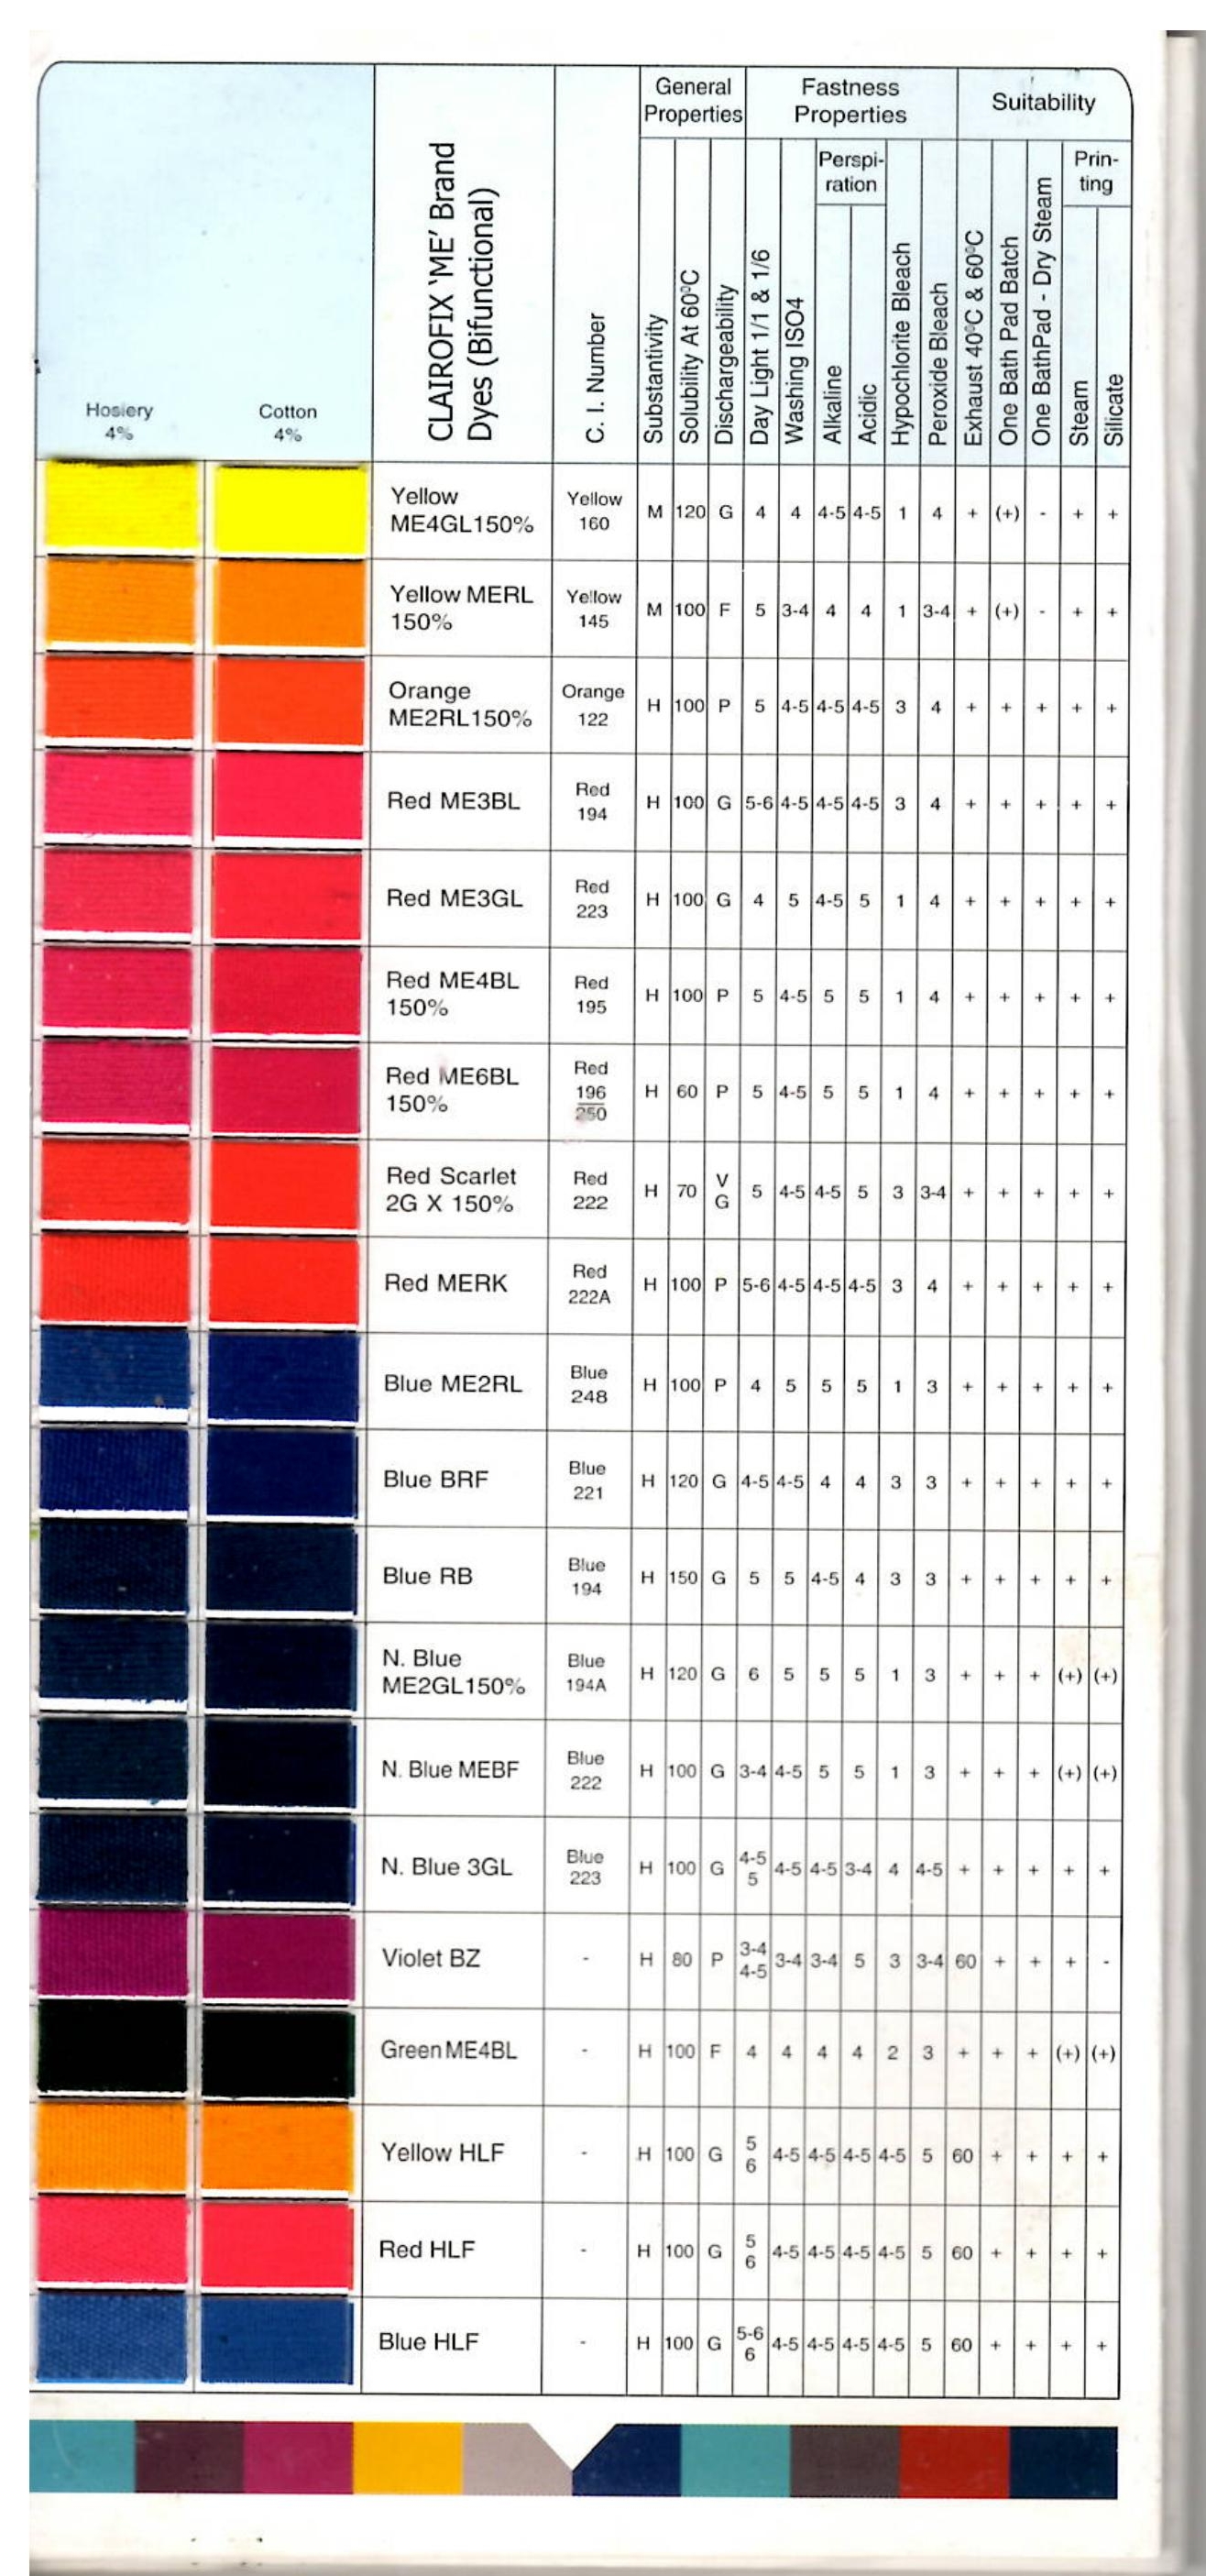 General Properties
Fastness Properties
Suitability
Perspi-ration
Prin-ting
CLAIROFIX 'ME' Brand
Dyes (Bifunctional)
C. I. Number
Substantivity
Solubility At 60⁰C
Dischargeability
Day Light 1/1 & 1/6
Washing ISO4
Alkaline
Acidic
Hypochlorite Bleach
Peroxide Bleach
Exhaust 40⁰C & 60⁰C
One Bath Pad Batch
One BathPad - Dry Steam
Steam
Silicate
Hosiery 4%
Cotton 4%
Yellow ME4GL150% Yellow 160 M 120 G 4 4 4-5 4-5 1 4 + (+) - + +
Yellow MERL 150% Yellow 145 M 100 F 5 3-4 4 4 1 3-4 + (+) - + +
Orange ME2RL150% Orange 122 H 100 P 5 4-5 4-5 4-5 3 4 + + + + +
Red ME3BL Red 194 H 100 G 5-6 4-5 4-5 4-5 3 4 + + + + +
Red ME3GL Red 223 H 100 G 4 5 4-5 5 1 4 + + + + +
Red ME4BL 150% Red 195 H 100 P 5 4-5 5 5 1 4 + + + + +
Red ME6BL 150% Red 196 250 H 60 P 5 4-5 5 5 1 4 + + + + +
Red Scarlet 2G X 150% Red 222 H 70 V G 5 4-5 4-5 5 3 3-4 + + + + +
Red MERK Red 222A H 100 P 5-6 4-5 4-5 4-5 3 4 + + + + +
Blue ME2RL Blue 248 H 100 P 4 5 5 5 1 3 + + + + +
Blue BRF Blue 221 H 120 G 4-5 4-5 4 4 3 3 + + + + +
Blue RB Blue 194 H 150 G 5 5 4-5 4 3 3 + + + + +
N. Blue ME2GL150% Blue 194A H 120 G 6 5 5 5 1 3 + + + (+) (+)
N. Blue MEBF Blue 222 H 100 G 3-4 4-5 5 5 1 3 + + + (+) (+)
N. Blue 3GL Blue 223 H 100 G 4-5 5 4-5 4-5 3-4 4 4-5 + + + + +
Violet BZ - H 80 P 3-4 4-5 3-4 3-4 5 3 3-4 60 + + + -
Green ME4BL - H 100 F 4 4 4 4 2 3 + + + (+) (+)
Yellow HLF - H 100 G 5 6 4-5 4-5 4-5 4-5 5 60 + + + +
Red HLF - H 100 G 5 6 4-5 4-5 4-5 4-5 5 60 + + + +
Blue HLF - H 100 G 5-6 6 4-5 4-5 4-5 4-5 5 60 + + + +